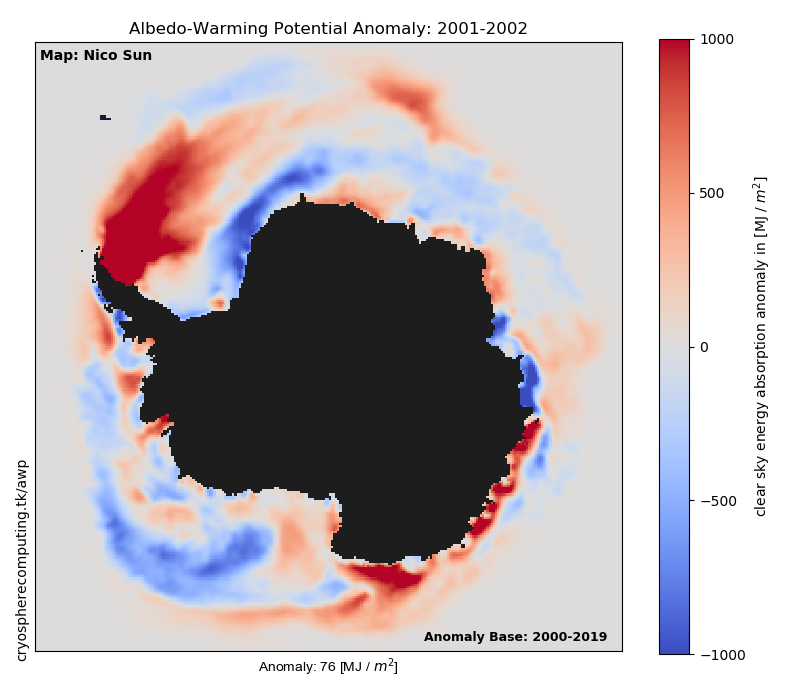 Albedo-Warming Potential Anomaly: 2001-2002
Map: Nico Sun
1000
500
0
−500
−1000
clear sky energy absorption anomaly in [MJ / m²]
cryospherecomputing.tk/awp
Anomaly Base: 2000-2019
Anomaly: 76 [MJ / m²]